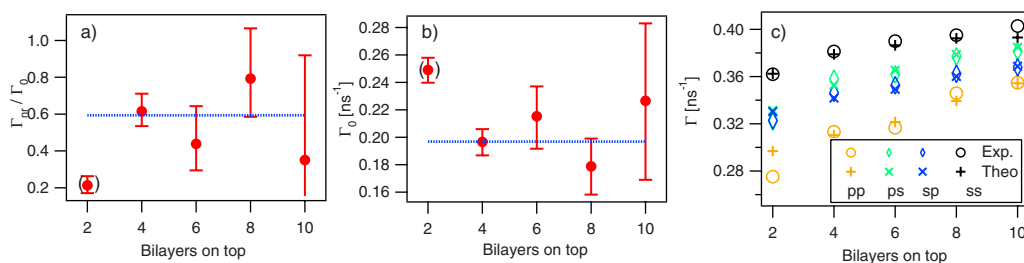 a)
Γnr / Γ0
1.0
0.8
0.6
0.4
0.2
( )
2 4 6 8 10
Bilayers on top
b)
Γ0 [ns-1]
0.28
0.26
0.24
0.22
0.20
0.18
0.16
( )
2 4 6 8 10
Bilayers on top
c)
Γ [ns-1]
0.40
0.36
0.32
0.28
Exp.
Theo
pp ps sp ss
2 4 6 8 10
Bilayers on top